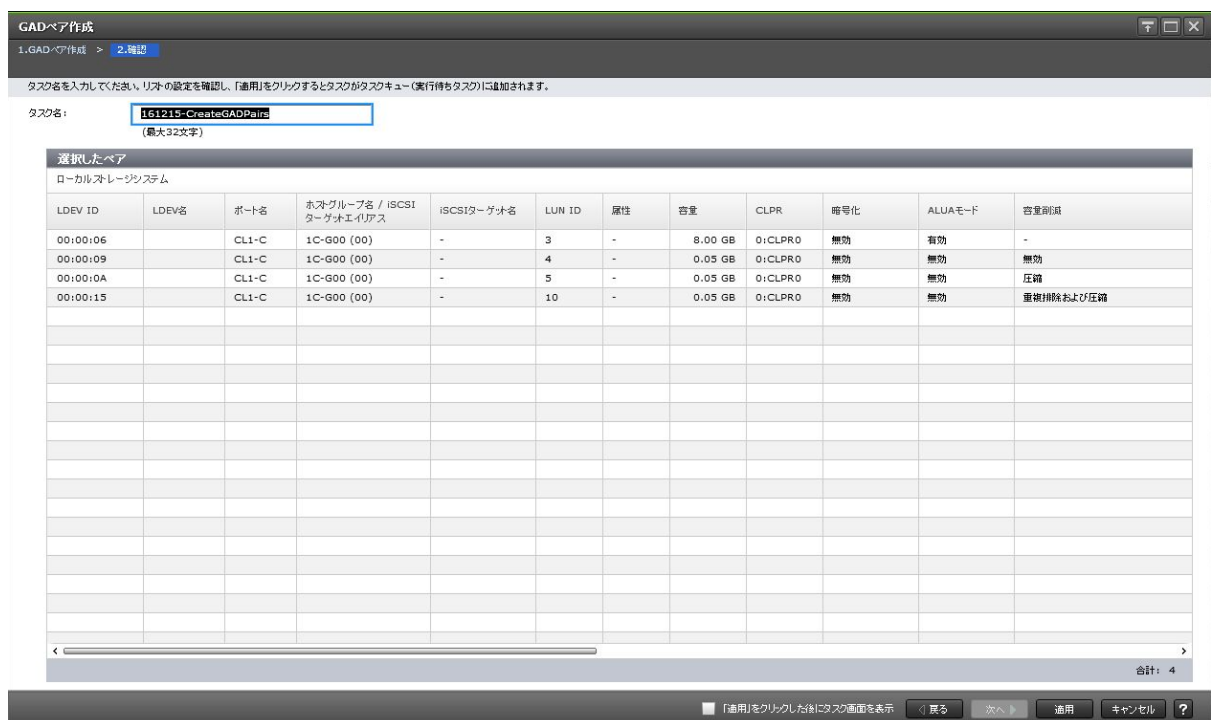 GADペア作成
1.GADペア作成 > 2.確認
タスク名を入力してください。リストの設定を確認し、「適用」をクリックするとタスクがタスクキュー(実行待ちタスク)に追加されます。
タスク名: 161215-CreateGADPairs
(最大32文字)
選択したペア
ローカルストレージシステム
LDEV ID LDEV名 ポート名 ホストグループ名 / iSCSI ターゲットエイリアス iSCSIターゲット名 LUN ID 属性 容量 CLPR 暗号化 ALUAモード 容量削減
00:00:06 CL1-C 1C-G00 (00) - 3 - 8.00 GB 0:CLPR0 無効 有効 -
00:00:09 CL1-C 1C-G00 (00) - 4 - 0.05 GB 0:CLPR0 無効 無効 無効
00:00:0A CL1-C 1C-G00 (00) - 5 - 0.05 GB 0:CLPR0 無効 無効 圧縮
00:00:15 CL1-C 1C-G00 (00) - 10 - 0.05 GB 0:CLPR0 無効 無効 重複排除および圧縮
合計: 4
「適用」をクリックした後にタスク画面を表示 戻る 次へ 適用 キャンセル ?